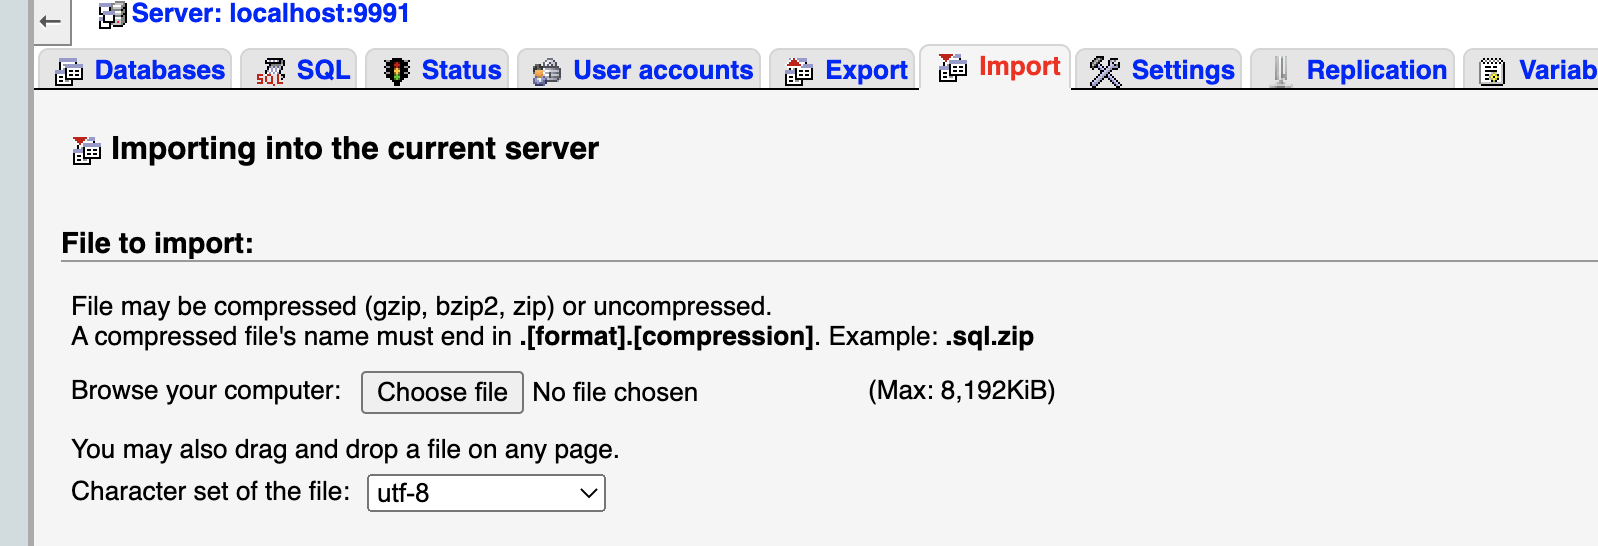 Server: localhost:9991
Databases SQL Status User accounts Export Import Settings Replication Variab
Importing into the current server
File to import:
File may be compressed (gzip, bzip2, zip) or uncompressed.
A compressed file's name must end in .[format].[compression]. Example: .sql.zip
Browse your computer: Choose file No file chosen (Max: 8,192KiB)
You may also drag and drop a file on any page.
Character set of the file: utf-8